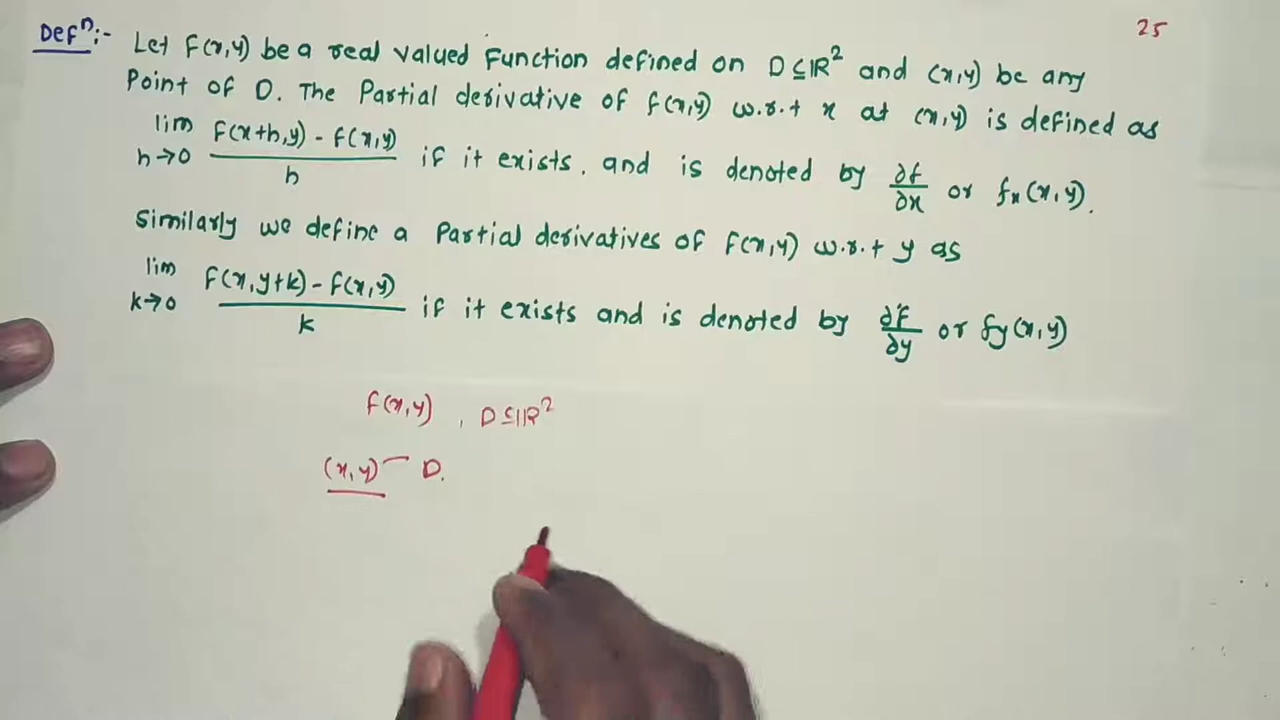 25
Defⁿ:- Let f(x,y) be a real valued function defined on D⊆ℝ² and (x,y) be any
Point of D. The Partial derivative of f(x,y) w.r.t x at (x,y) is defined as
lim h→0 (f(x+h,y) - f(x,y))/h if it exists. and is denoted by ∂f/∂x or fₓ(x,y).
Similarly we define a Partial derivatives of f(x,y) w.r.t y as
lim k→0 (f(x,y+k) - f(x,y))/k if it exists and is denoted by ∂f/∂y or fy(x,y)
f(x,y) , D⊆ℝ²
(x,y) — D.